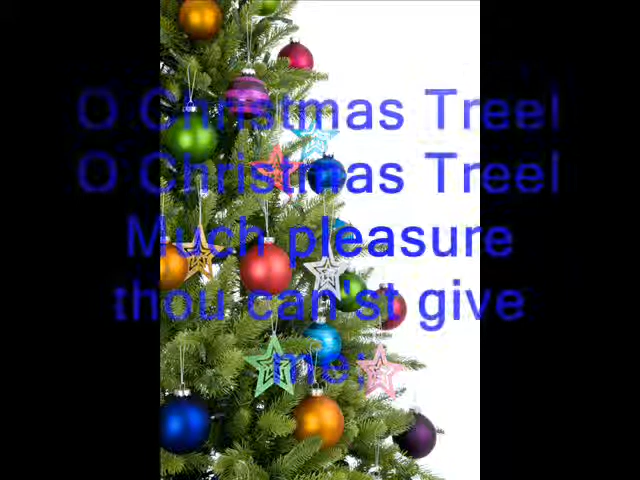 O Christmas Tree!
O Christmas Tree!
Much pleasure
thou can'st give
me;